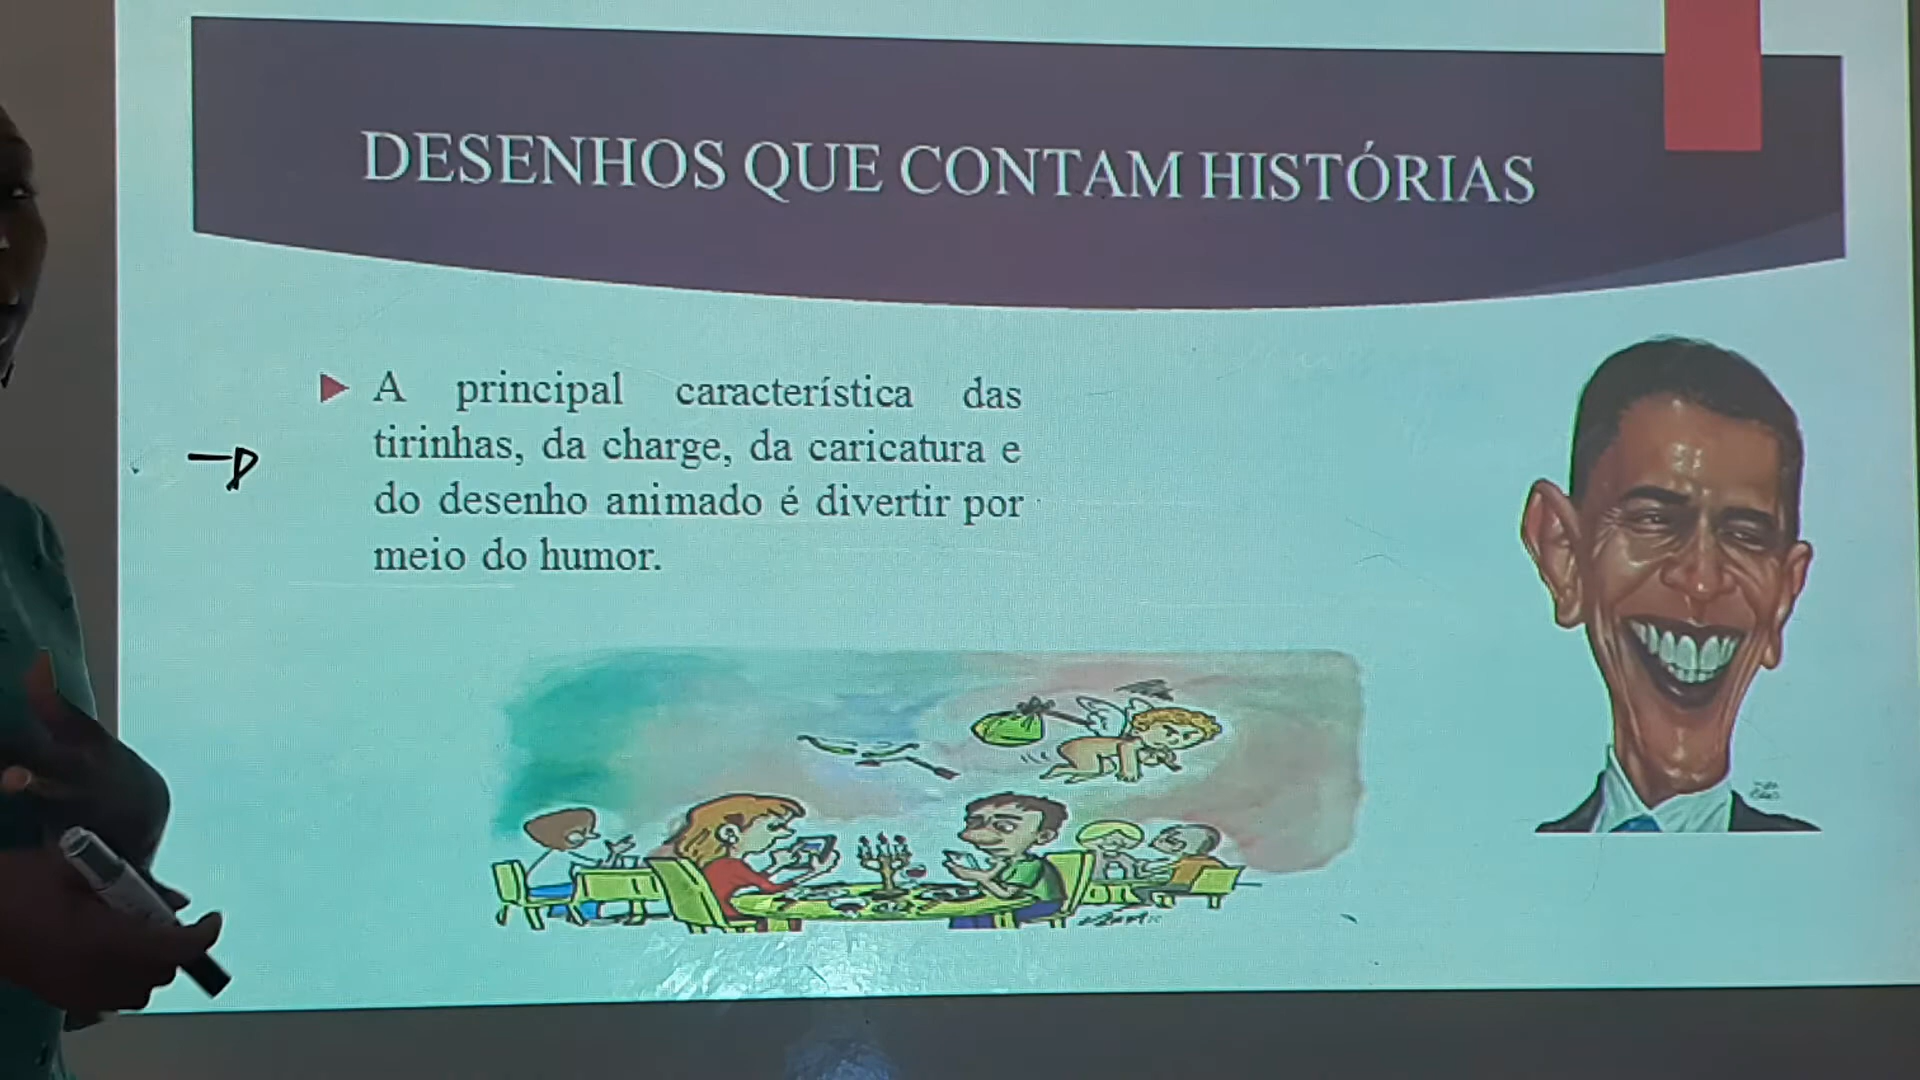 DESENHOS QUE CONTAM HISTÓRIAS
A principal característica das
tirinhas, da charge, da caricatura e
do desenho animado é divertir por
meio do humor.